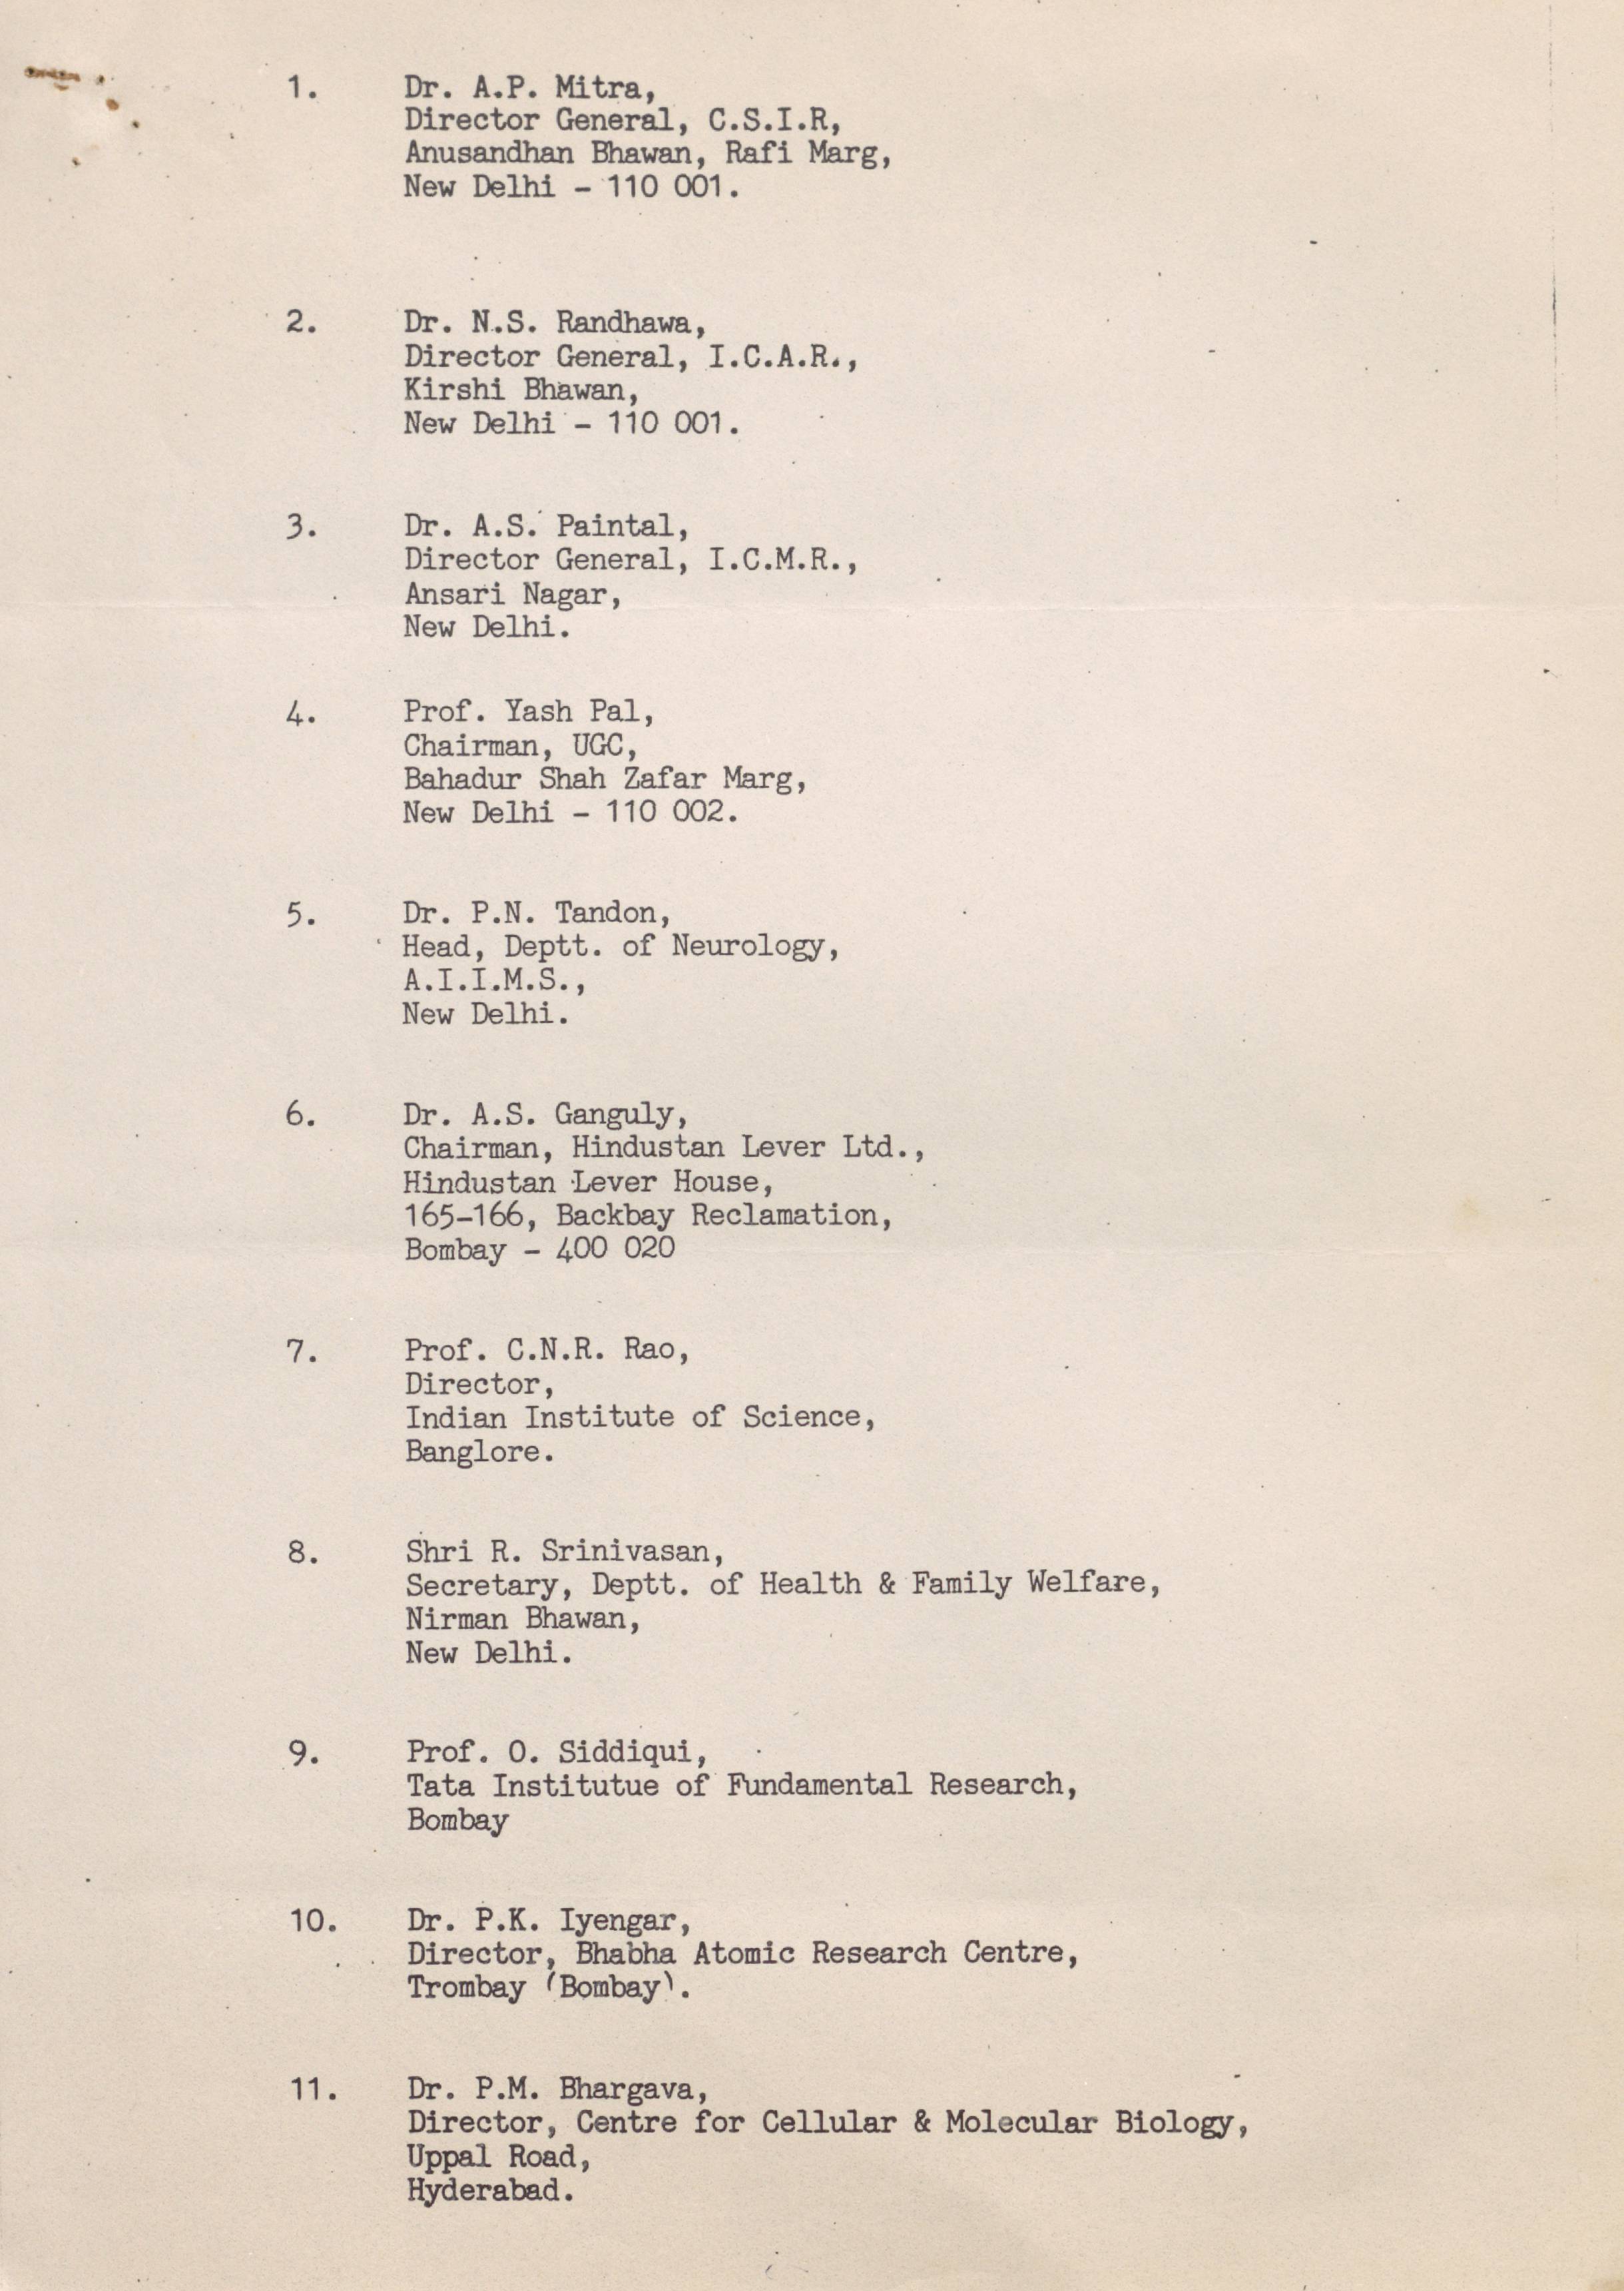 1. Dr. A.P. Mitra,
Director General, C.S.I.R,
Anusandhan Bhawan, Rafi Marg,
New Delhi - 110 001.
2. Dr. N.S. Randhawa,
Director General, I.C.A.R.,
Kirshi Bhawan,
New Delhi - 110 001.
3. Dr. A.S. Paintal,
Director General, I.C.M.R.,
Ansari Nagar,
New Delhi.
4. Prof. Yash Pal,
Chairman, UGC,
Bahadur Shah Zafar Marg,
New Delhi - 110 002.
5. Dr. P.N. Tandon,
Head, Deptt. of Neurology,
A.I.I.M.S.,
New Delhi.
6. Dr. A.S. Ganguly,
Chairman, Hindustan Lever Ltd.,
Hindustan Lever House,
165-166, Backbay Reclamation,
Bombay - 400 020
7. Prof. C.N.R. Rao,
Director,
Indian Institute of Science,
Banglore.
8. Shri R. Srinivasan,
Secretary, Deptt. of Health & Family Welfare,
Nirman Bhawan,
New Delhi.
9. Prof. O. Siddiqui,
Tata Institutue of Fundamental Research,
Bombay
10. Dr. P.K. Iyengar,
Director, Bhabha Atomic Research Centre,
Trombay (Bombay).
11. Dr. P.M. Bhargava,
Director, Centre for Cellular & Molecular Biology,
Uppal Road,
Hyderabad.